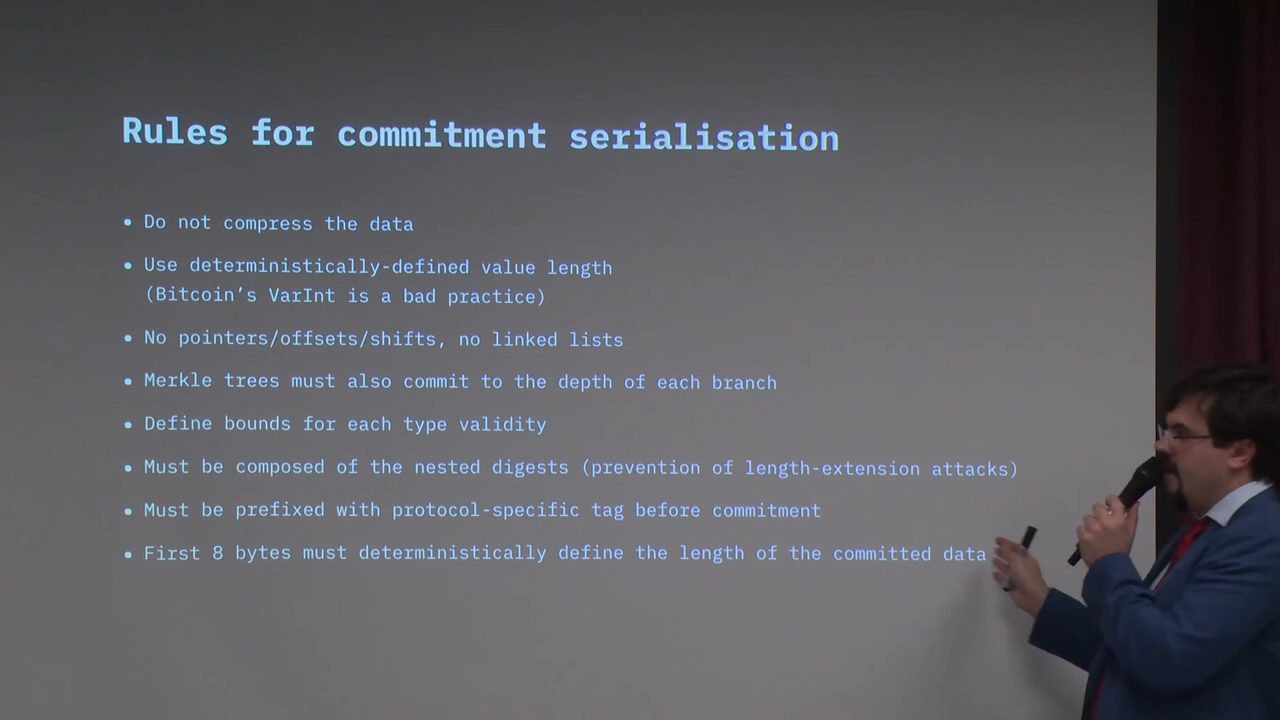 Rules for commitment serialisation
• Do not compress the data
• Use deterministically-defined value length
(Bitcoin’s VarInt is a bad practice)
• No pointers/offsets/shifts, no linked lists
• Merkle trees must also commit to the depth of each branch
• Define bounds for each type validity
• Must be composed of the nested digests (prevention of length-extension attacks)
• Must be prefixed with protocol-specific tag before commitment
• First 8 bytes must deterministically define the length of the committed data